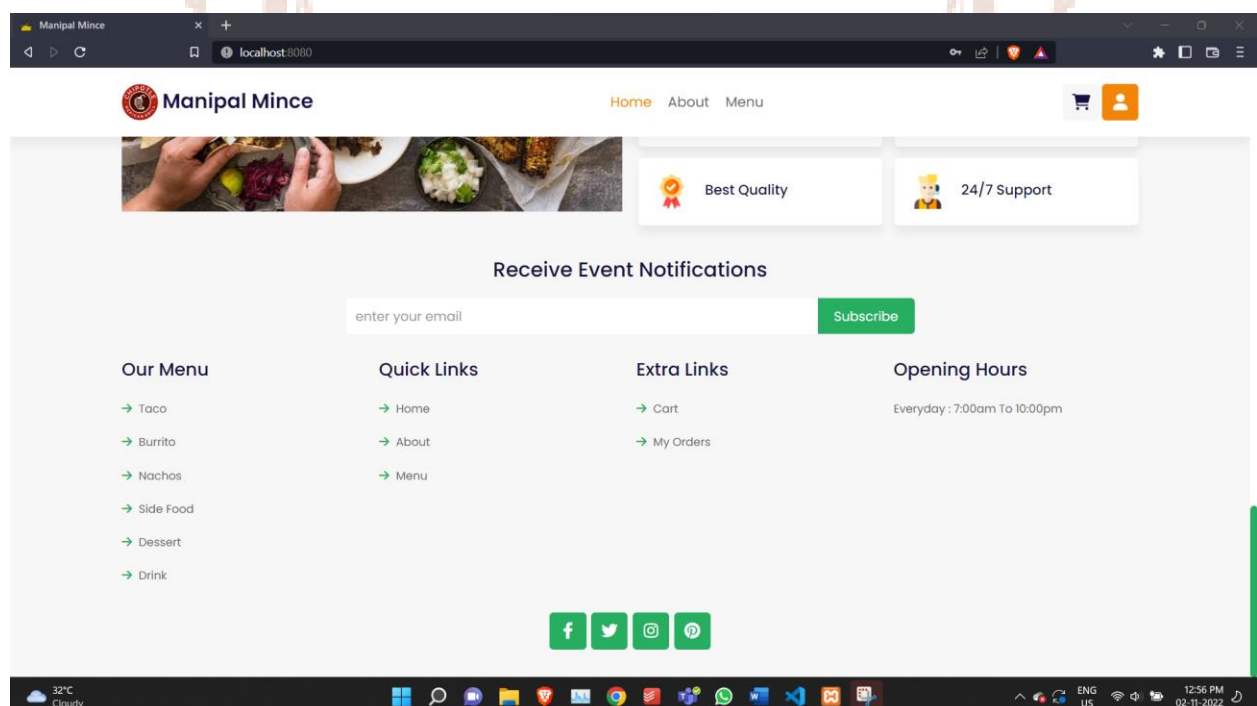 Manipal Mince
localhost:8080
CHIPOTLE
Manipal Mince
Home About Menu
Best Quality
24/7 Support
Receive Event Notifications
enter your email
Subscribe
Our Menu
Taco
Burrito
Nachos
Side Food
Dessert
Drink
Quick Links
Home
About
Menu
Extra Links
Cart
My Orders
Opening Hours
Everyday : 7:00am To 10:00pm
32°C
Cloudy
ENG
US
12:56 PM
02-11-2022